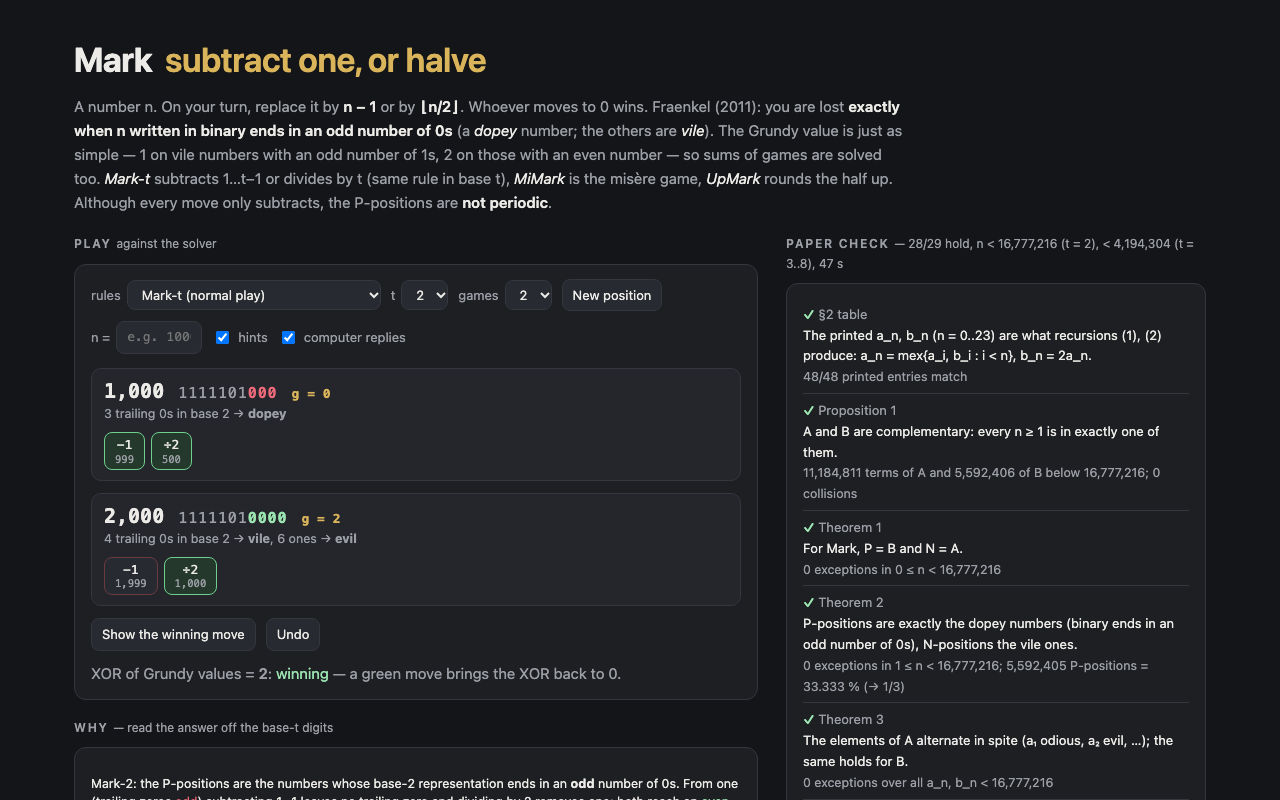 Mark subtract one, or halve
A number n. On your turn, replace it by n − 1 or by ⌊n/2⌋. Whoever moves to 0 wins. Fraenkel (2011): you are lost exactly
when n written in binary ends in an odd number of 0s (a dopey number; the others are vile). The Grundy value is just as
simple — 1 on vile numbers with an odd number of 1s, 2 on those with an even number — so sums of games are solved
too. Mark-t subtracts 1…t−1 or divides by t (same rule in base t), MiMark is the misère game, UpMark rounds the half up.
Although every move only subtracts, the P-positions are not periodic.
PLAY against the solver
rules Mark-t (normal play) t 2 games 2 New position
n = e.g. 100 hints computer replies
1,000 1111101000 g = 0
3 trailing 0s in base 2 → dopey
−1 ÷2
999 500
2,000 11111010000 g = 2
4 trailing 0s in base 2 → vile, 6 ones → evil
−1 ÷2
1,999 1,000
Show the winning move Undo
XOR of Grundy values = 2: winning — a green move brings the XOR back to 0.
WHY — read the answer off the base-t digits
Mark-2: the P-positions are the numbers whose base-2 representation ends in an odd number of 0s. From one
PAPER CHECK — 28/29 hold, n < 16,777,216 (t = 2), < 4,194,304 (t =
3..8), 47 s
✓ §2 table
The printed a_n, b_n (n = 0..23) are what recursions (1), (2)
produce: a_n = mex{a_i, b_i : i < n}, b_n = 2a_n.
48/48 printed entries match
✓ Proposition 1
A and B are complementary: every n ≥ 1 is in exactly one of
them.
11,184,811 terms of A and 5,592,406 of B below 16,777,216; 0
collisions
✓ Theorem 1
For Mark, P = B and N = A.
0 exceptions in 0 ≤ n < 16,777,216
✓ Theorem 2
P-positions are exactly the dopey numbers (binary ends in an
odd number of 0s), N-positions the vile ones.
0 exceptions in 1 ≤ n < 16,777,216; 5,592,405 P-positions =
33.333 % (→ 1/3)
✓ Theorem 3
The elements of A alternate in spite (a₁ odious, a₂ evil, …); the
same holds for B.
0 exceptions over all a_n, b_n < 16,777,216